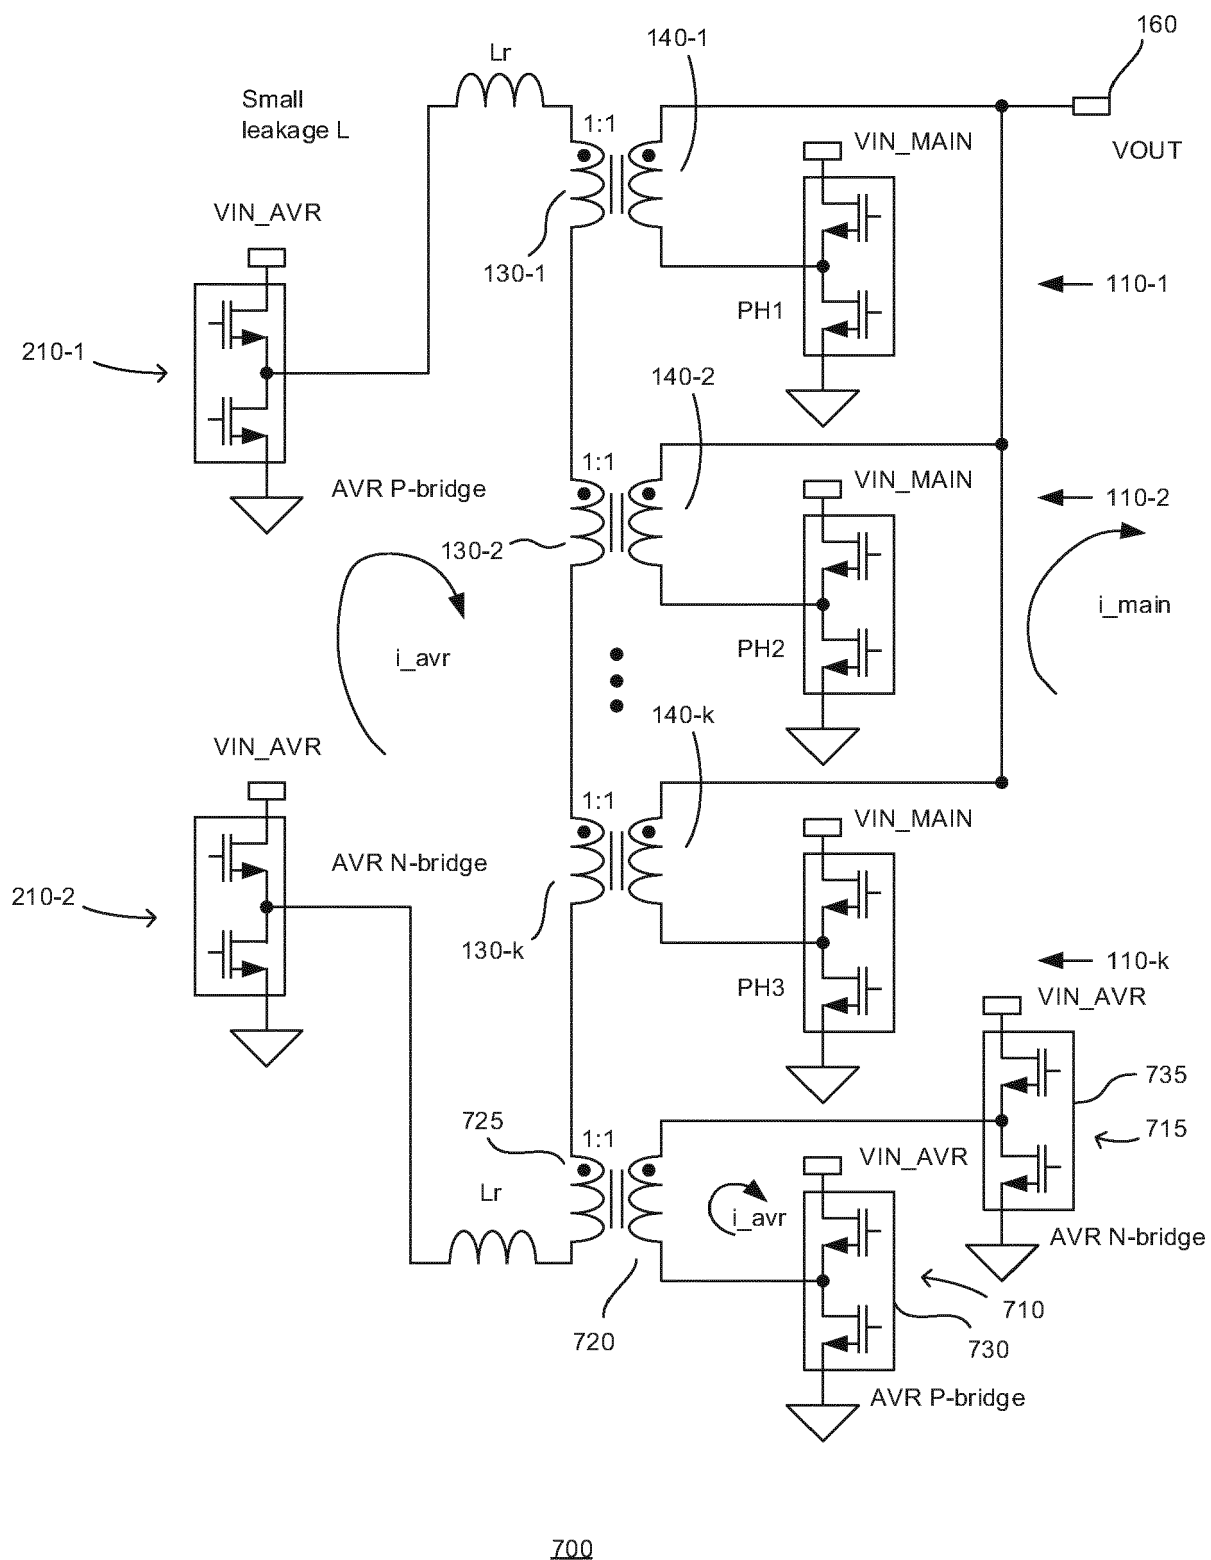 160
140-1
Lr
Small
leakage L
1:1
VIN_MAIN
VOUT
VIN_AVR
130-1
110-1
PH1
210-1
140-2
1:1
VIN_MAIN
AVR P-bridge
110-2
130-2
i_main
PH2
i_avr
140-k
VIN_AVR
1:1
VIN_MAIN
AVR N-bridge
210-2
130-k
110-k
PH3
VIN_AVR
735
725
1:1
715
VIN_AVR
Lr
i_avr
AVR N-bridge
710
720
730
AVR P-bridge
700